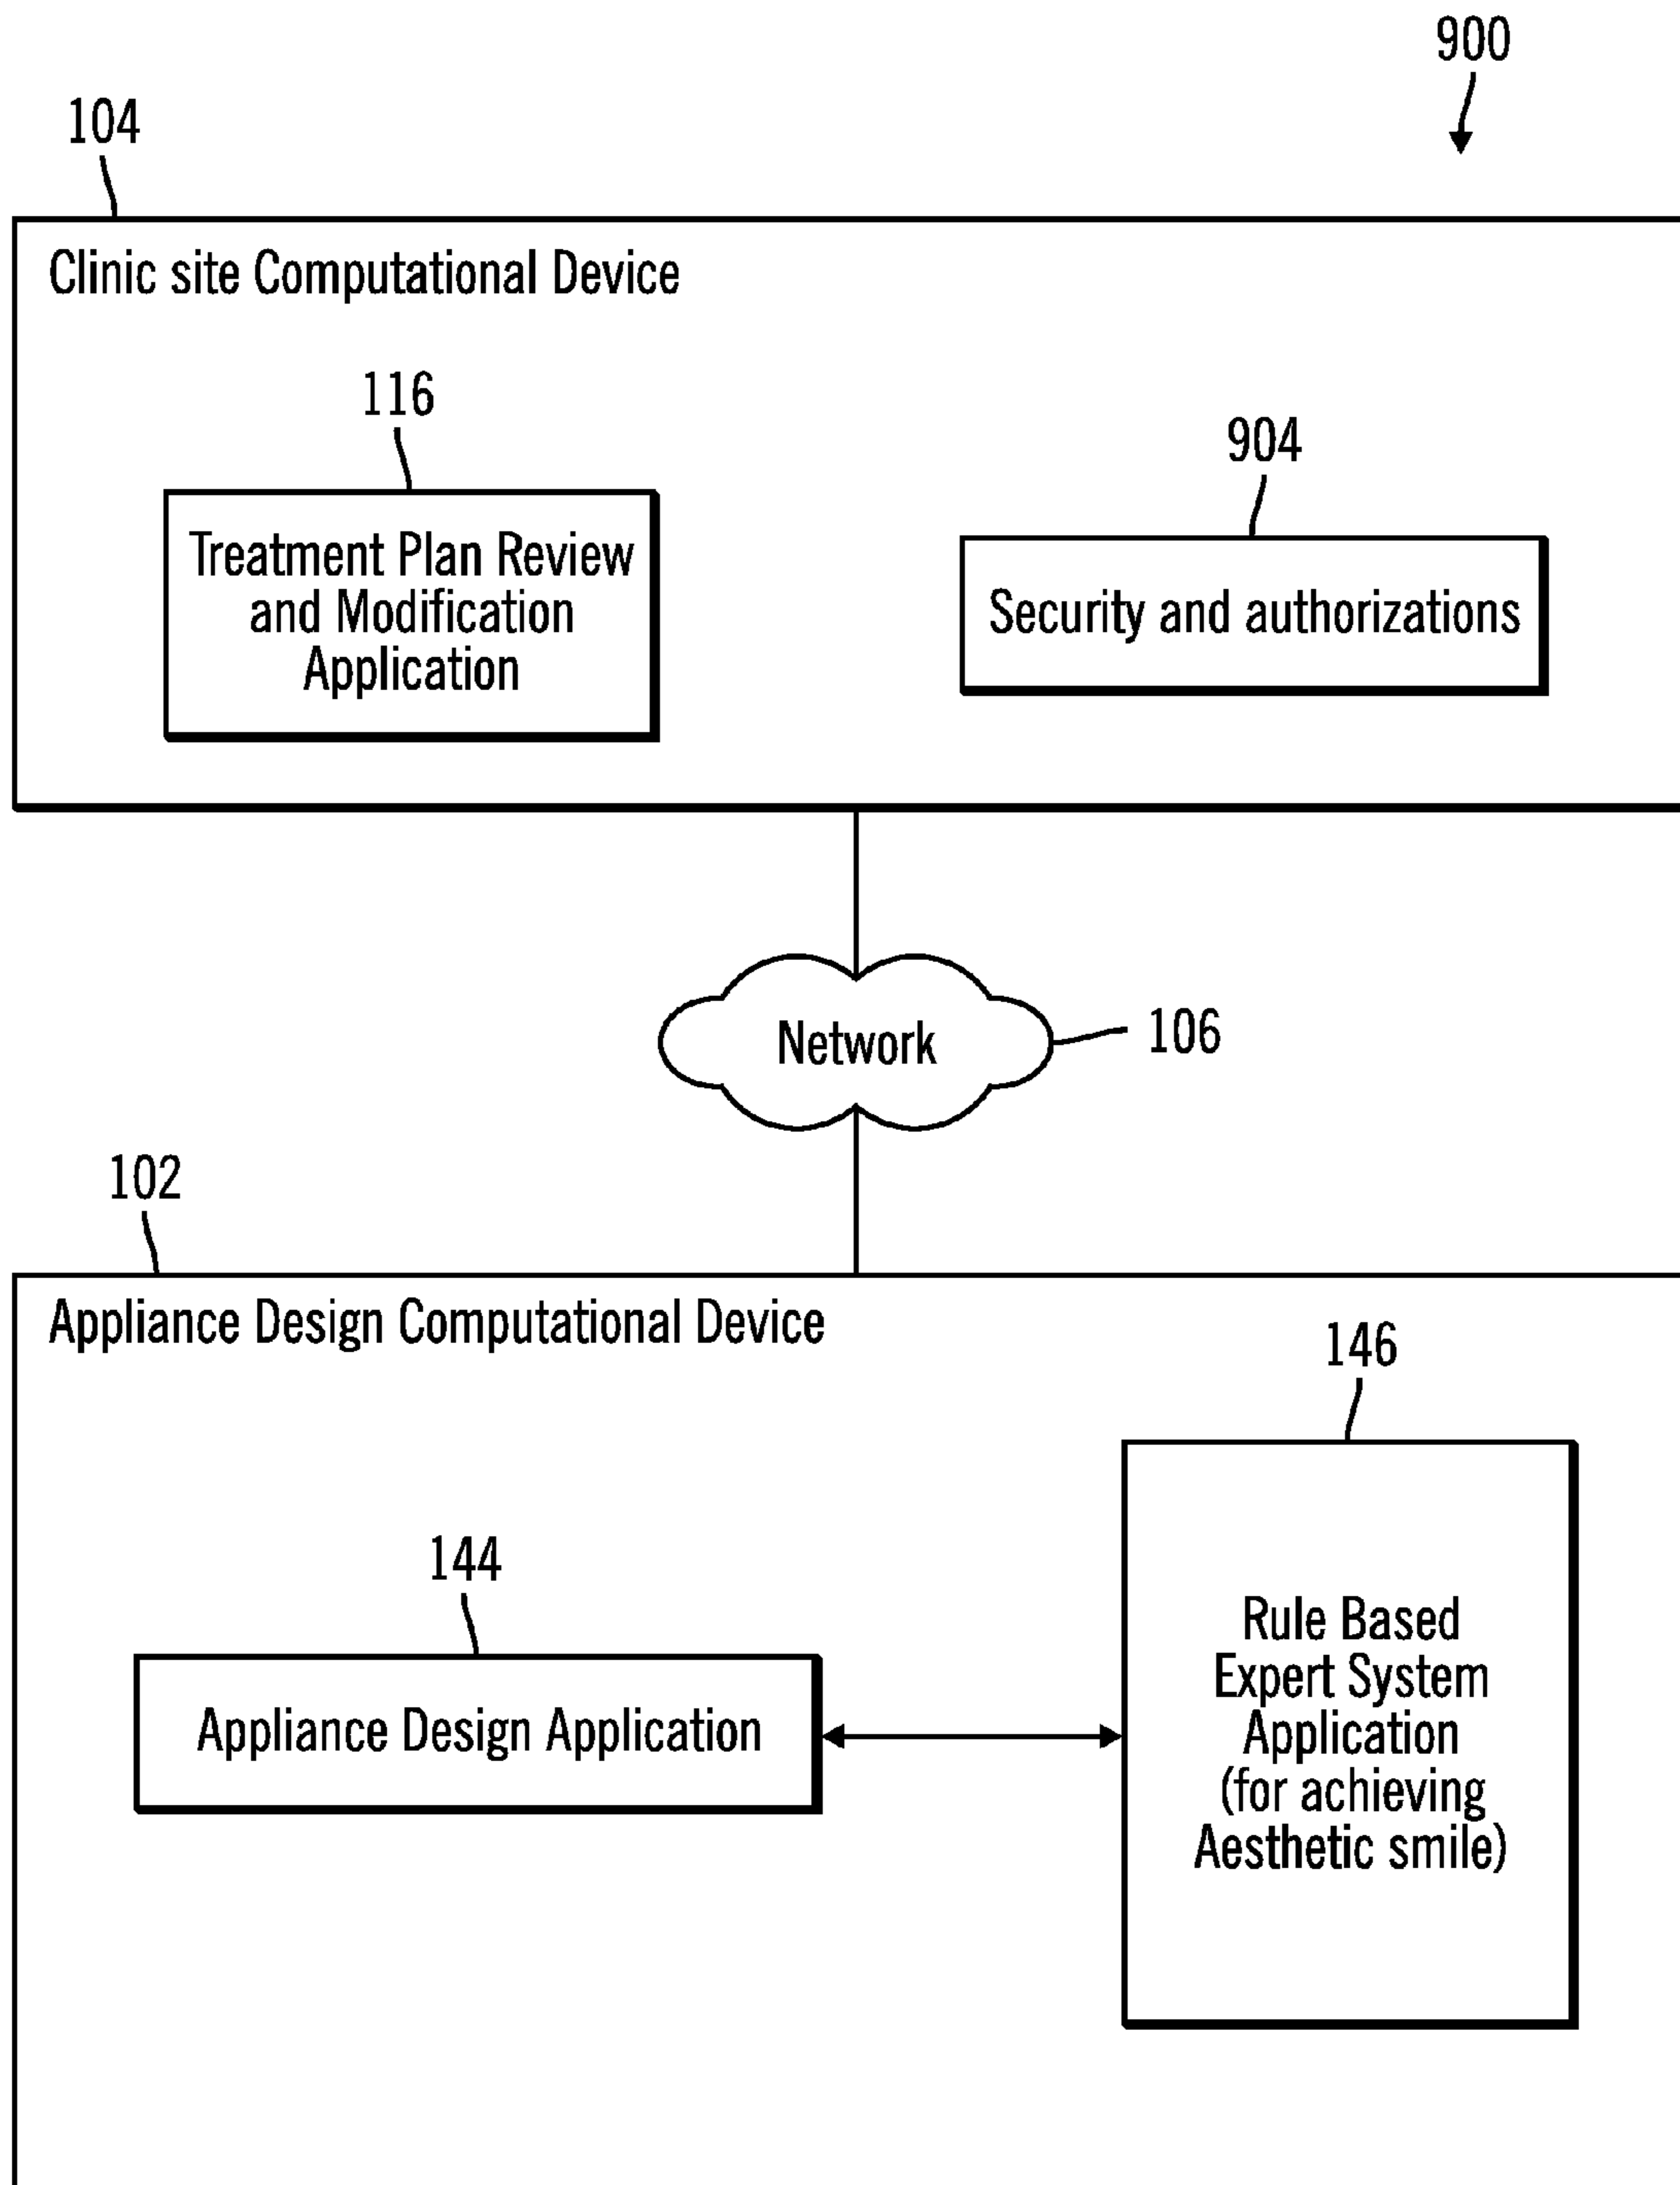 900
104
Clinic site Computational Device
116
904
Treatment Plan Review
and Modification
Application
Security and authorizations
Network
106
102
Appliance Design Computational Device
146
144
Rule Based
Expert System
Application
(for achieving
Aesthetic smile)
Appliance Design Application